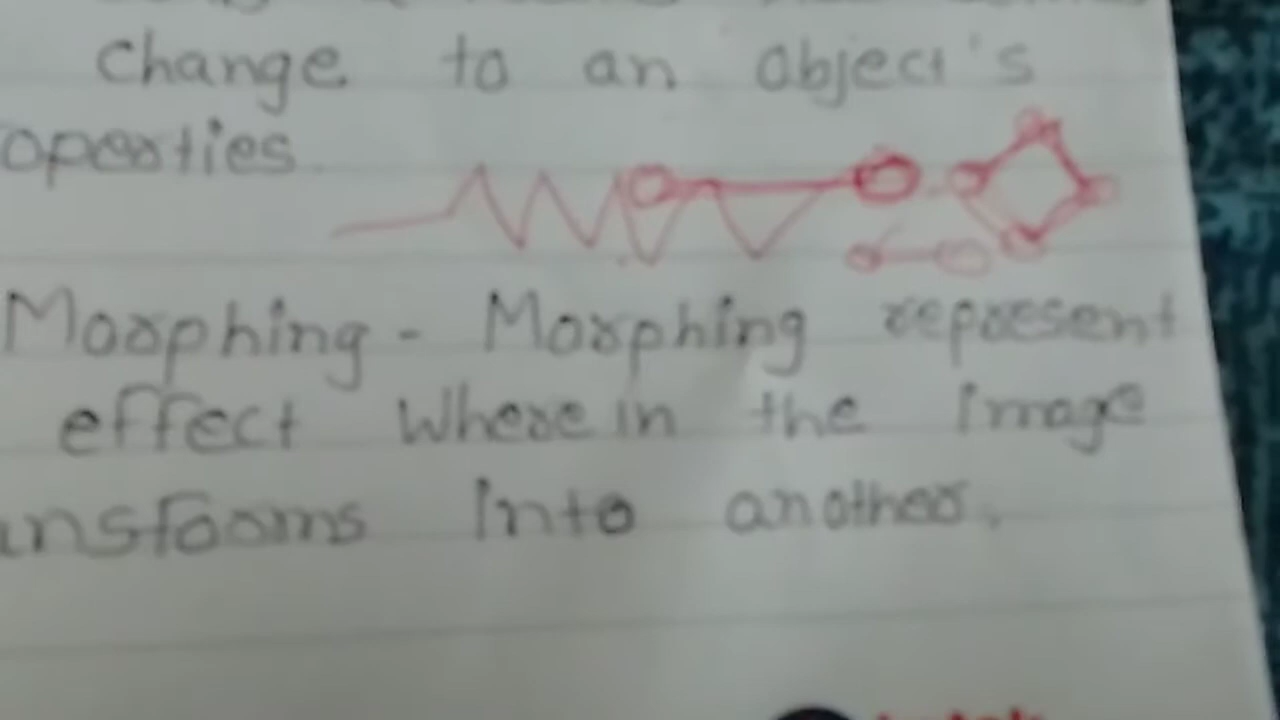 change to an object's
operties
Morphing - Morphing represent
effect where in the image
ansforms into another.